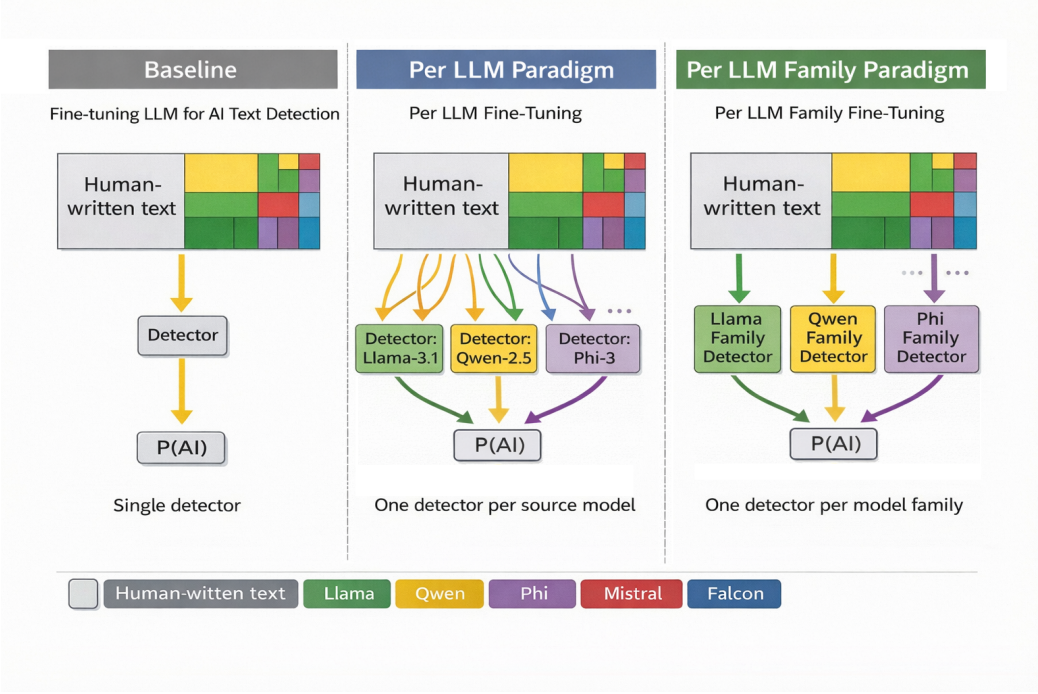 Baseline
Fine-tuning LLM for AI Text Detection
Human-
written text
Detector
P(AI)
Single detector
Per LLM Paradigm
Per LLM Fine-Tuning
Human-
written text
Detector:
Llama-3.1
Detector:
Qwen-2.5
Detector:
Phi-3
P(AI)
One detector per source model
Per LLM Family Paradigm
Per LLM Family Fine-Tuning
Human-
written text
Llama
Family
Detector
Qwen
Family
Detector
Phi
Family
Detector
P(AI)
One detector per model family
Human-witten text
Llama
Qwen
Phi
Mistral
Falcon